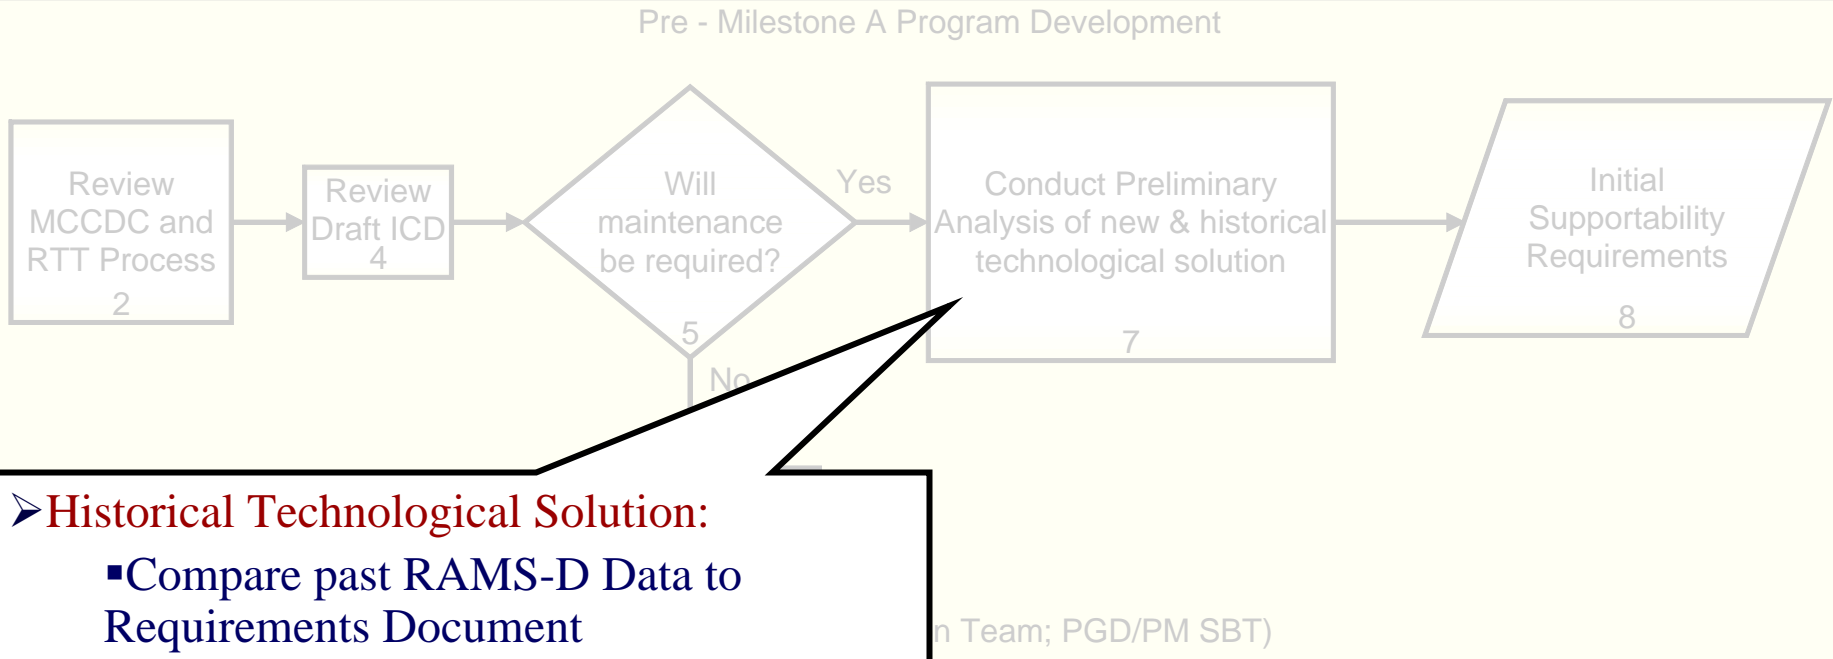 Pre - Milestone A Program Development
Review
MCCDC and
RTT Process
2
Review
Draft ICD
4
Will
maintenance
be required?
5
Yes
No
Conduct Preliminary
Analysis of new & historical
technological solution
7
Initial
Supportability
Requirements
8
➢Historical Technological Solution:
▪Compare past RAMS-D Data to
Requirements Document
n Team; PGD/PM SBT)